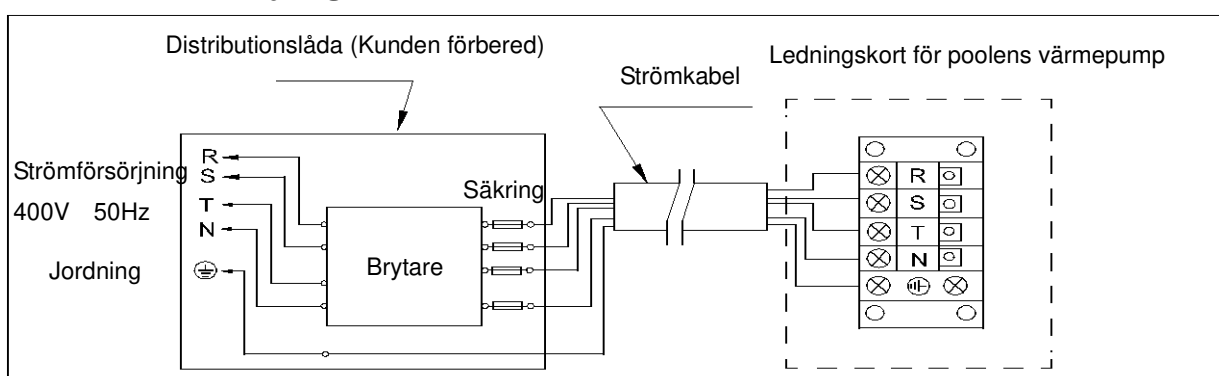 Distributionslåda (Kunden förbered)
Ledningskort för poolens värmepump
Strömkabel
R
Strömförsörjning
S
Säkring
T
400V 50Hz
N
Brytare
Jordning
R
S
T
N